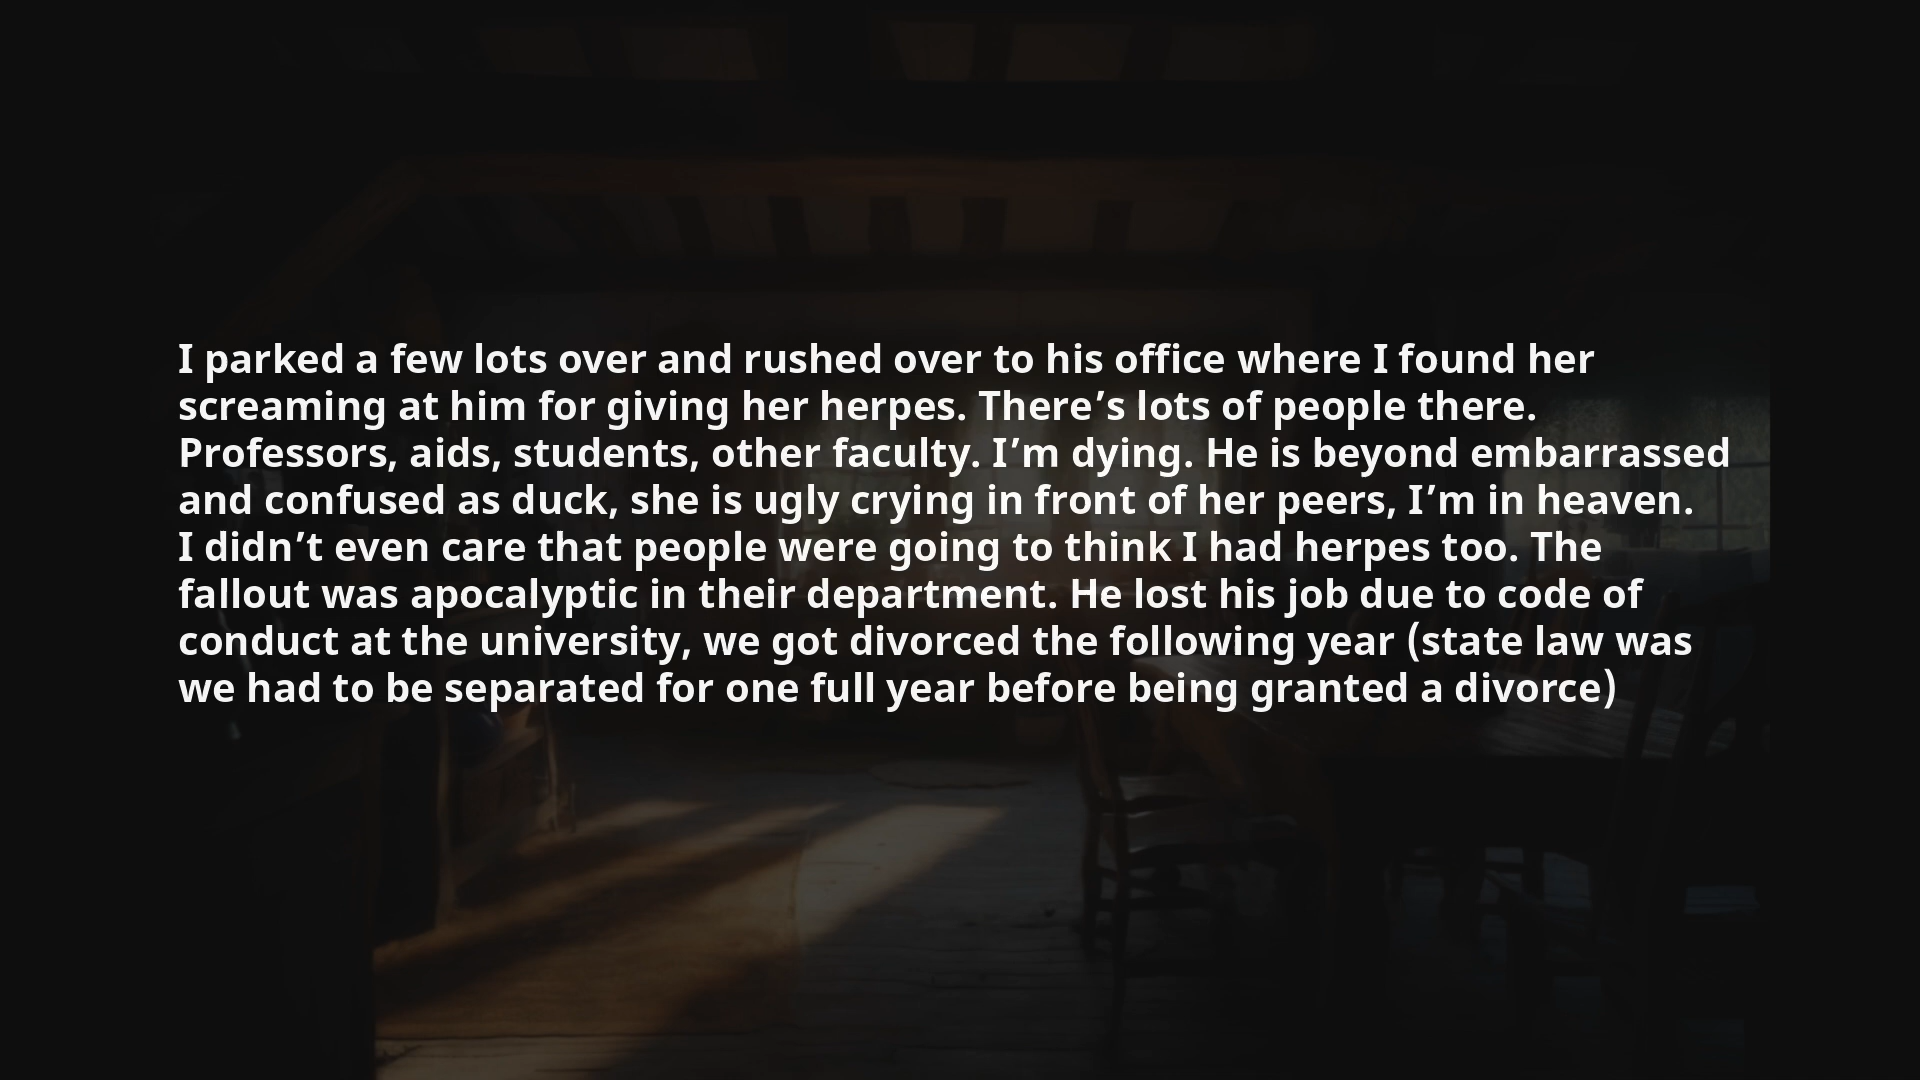 I parked a few lots over and rushed over to his office where I found her
screaming at him for giving her herpes. There’s lots of people there.
Professors, aids, students, other faculty. I’m dying. He is beyond embarrassed
and confused as duck, she is ugly crying in front of her peers, I’m in heaven.
I didn’t even care that people were going to think I had herpes too. The
fallout was apocalyptic in their department. He lost his job due to code of
conduct at the university, we got divorced the following year (state law was
we had to be separated for one full year before being granted a divorce)